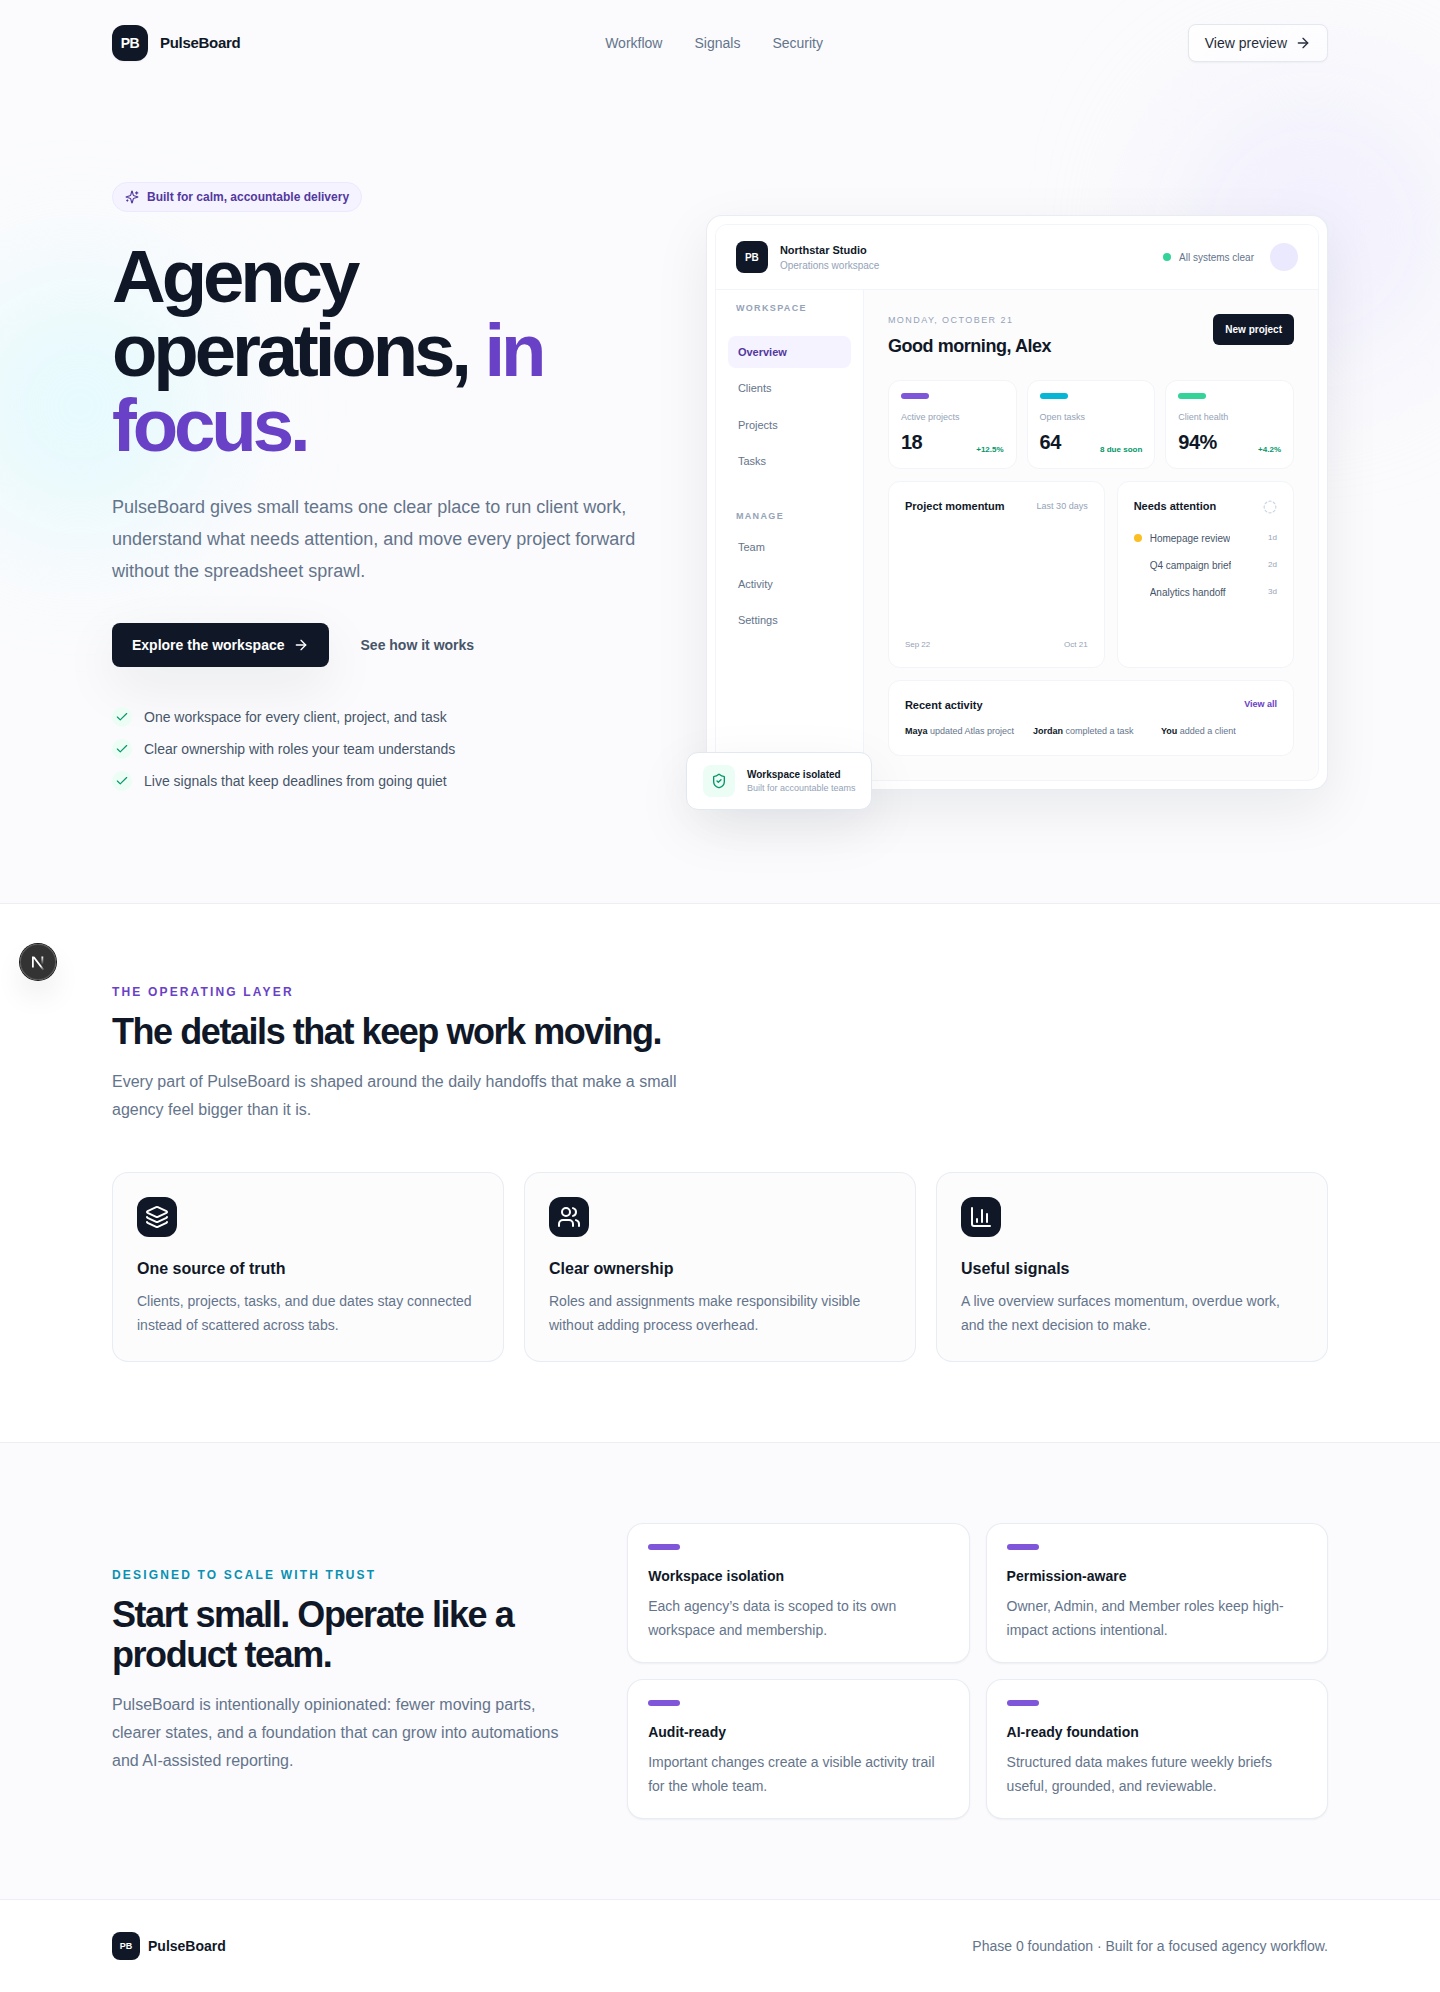 PB PulseBoard
Workflow Signals Security
View preview
Built for calm, accountable delivery
Agency
operations, in
focus.
PulseBoard gives small teams one clear place to run client work,
understand what needs attention, and move every project forward
without the spreadsheet sprawl.
Explore the workspace
See how it works
One workspace for every client, project, and task
Clear ownership with roles your team understands
Live signals that keep deadlines from going quiet
PB
Northstar Studio
Operations workspace
All systems clear
WORKSPACE
Overview
Clients
Projects
Tasks
MANAGE
Team
Activity
Settings
MONDAY, OCTOBER 21
Good morning, Alex
New project
Active projects
18 +12.5%
Open tasks
64 8 due soon
Client health
94% +4.2%
Project momentum Last 30 days
Sep 22 Oct 21
Needs attention
Homepage review 1d
Q4 campaign brief 2d
Analytics handoff 3d
Recent activity View all
Maya updated Atlas project Jordan completed a task You added a client
Workspace isolated
Built for accountable teams
N
THE OPERATING LAYER
The details that keep work moving.
Every part of PulseBoard is shaped around the daily handoffs that make a small
agency feel bigger than it is.
One source of truth
Clients, projects, tasks, and due dates stay connected
instead of scattered across tabs.
Clear ownership
Roles and assignments make responsibility visible
without adding process overhead.
Useful signals
A live overview surfaces momentum, overdue work,
and the next decision to make.
DESIGNED TO SCALE WITH TRUST
Start small. Operate like a
product team.
PulseBoard is intentionally opinionated: fewer moving parts,
clearer states, and a foundation that can grow into automations
and AI-assisted reporting.
Workspace isolation
Each agency’s data is scoped to its own
workspace and membership.
Permission-aware
Owner, Admin, and Member roles keep high-
impact actions intentional.
Audit-ready
Important changes create a visible activity trail
for the whole team.
AI-ready foundation
Structured data makes future weekly briefs
useful, grounded, and reviewable.
PB PulseBoard
Phase 0 foundation · Built for a focused agency workflow.